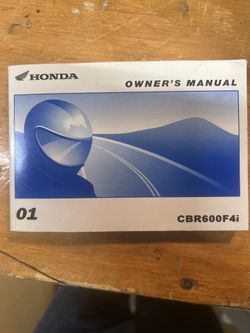 HONDA
OWNER'S MANUAL
01
CBR600F4i